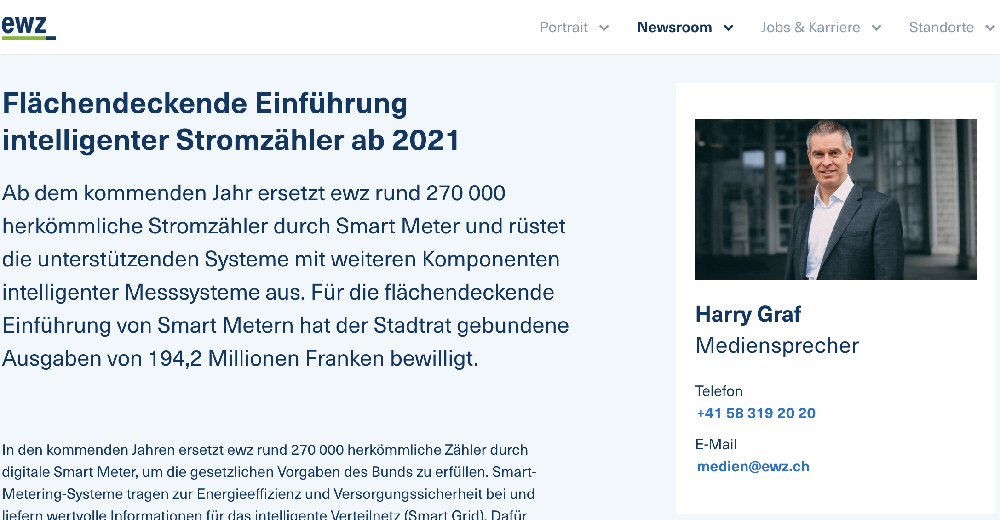 ewz
Portrait
Newsroom
Jobs & Karriere
Standorte
Flächendeckende Einführung
intelligenter Stromzähler ab 2021
Ab dem kommenden Jahr ersetzt ewz rund 270 000
herkömmliche Stromzähler durch Smart Meter und rüstet
die unterstützenden Systeme mit weiteren Komponenten
intelligenter Messsysteme aus. Für die flächendeckende
Einführung von Smart Metern hat der Stadtrat gebundene
Ausgaben von 194,2 Millionen Franken bewilligt.
In den kommenden Jahren ersetzt ewz rund 270 000 herkömmliche Zähler durch
digitale Smart Meter, um die gesetzlichen Vorgaben des Bunds zu erfüllen. Smart-
Metering-Systeme tragen zur Energieeffizienz und Versorgungssicherheit bei und
liefern wertvolle Informationen für das intelligente Verteilnetz (Smart Grid). Dafür
Harry Graf
Mediensprecher
Telefon
+41 58 319 20 20
E-Mail
medien@ewz.ch